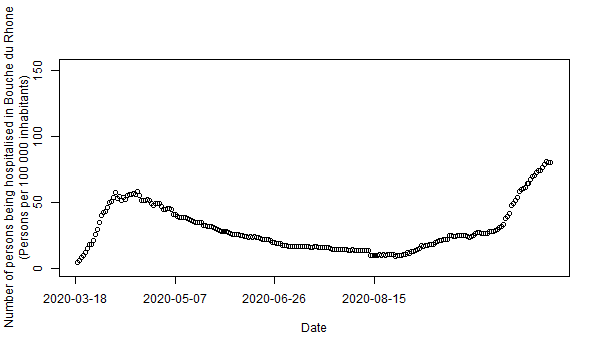 Number of persons being hospitalised in Bouche du Rhone
(Persons per 100 000 inhabitants)
150
100
50
0
2020-03-18 2020-05-07 2020-06-26 2020-08-15
Date